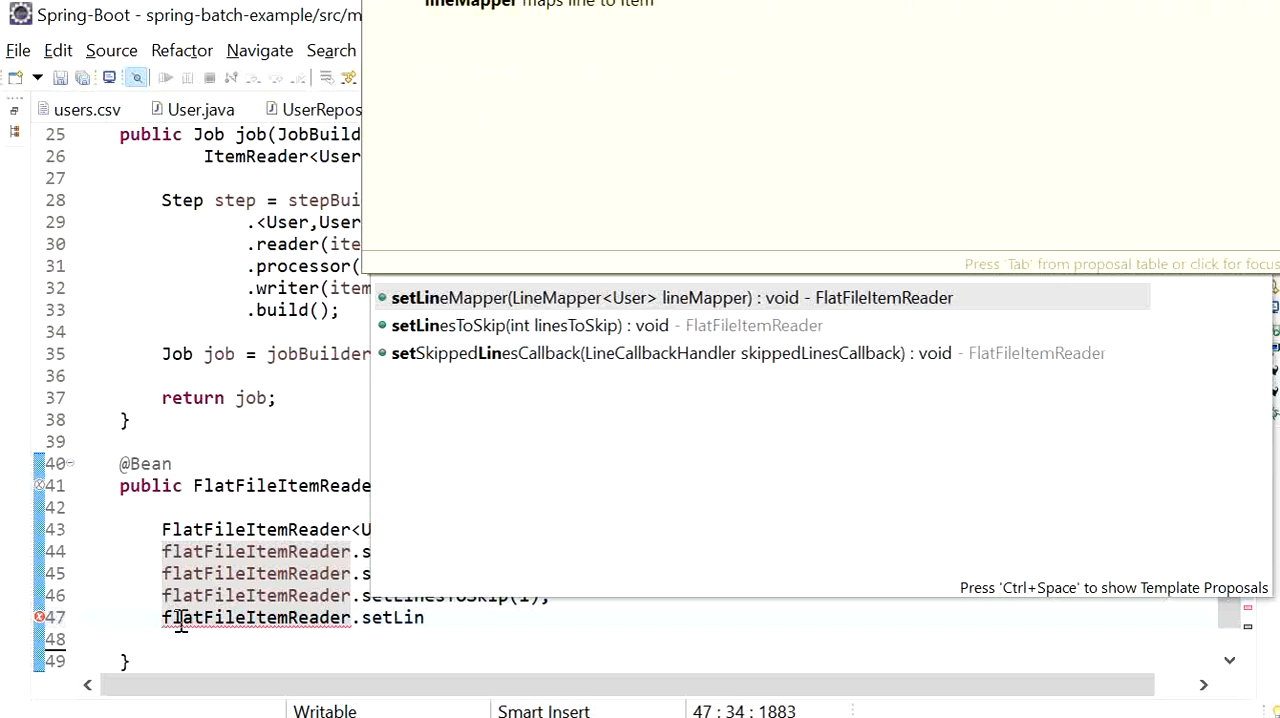 Spring-Boot - spring-batch-example/src/m
lineMapper maps line to item
File Edit Source Refactor Navigate Search
users.csv User.java UserRepos
25 public Job job(JobBuild
26 ItemReader<User
27
28 Step step = stepBui
29 .<User,User
30 .reader(ite
31 .processor(
32 .writer(item
33 .build();
34
35 Job job = jobBuilder
36
37 return job;
38 }
39
40 @Bean
41 public FlatFileItemReade
42
43 FlatFileItemReader<U
44 flatFileItemReader.s
45 flatFileItemReader.s
46 flatFileItemReader.setLinesToSkip(1);
47 flatFileItemReader.setLin
48
49 }
Press 'Tab' from proposal table or click for focus
setLineMapper(LineMapper<User> lineMapper) : void - FlatFileItemReader
setLinesToSkip(int linesToSkip) : void - FlatFileItemReader
setSkippedLinesCallback(LineCallbackHandler skippedLinesCallback) : void - FlatFileItemReader
Press 'Ctrl+Space' to show Template Proposals
Writable Smart Insert 47 : 34 : 1883